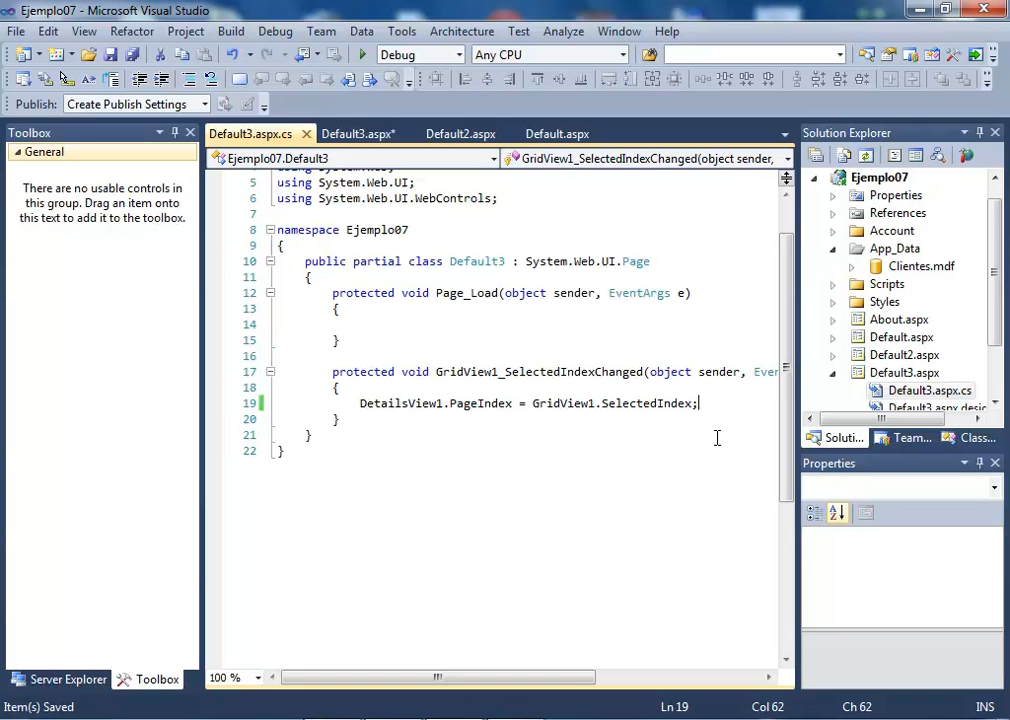 Ejemplo07 - Microsoft Visual Studio
File Edit View Refactor Project Build Debug Team Data Tools Architecture Test Analyze Window Help
Debug Any CPU
Publish: Create Publish Settings
Toolbox
General
There are no usable controls in
this group. Drag an item onto
this text to add it to the toolbox.
Server Explorer Toolbox
Default3.aspx.cs Default3.aspx* Default2.aspx Default.aspx
Ejemplo07.Default3 GridView1_SelectedIndexChanged(object sender,
5 using System.Web.UI;
6 using System.Web.UI.WebControls;
7
8 namespace Ejemplo07
9 {
10 public partial class Default3 : System.Web.UI.Page
11 {
12 protected void Page_Load(object sender, EventArgs e)
13 {
14
15 }
16
17 protected void GridView1_SelectedIndexChanged(object sender, Even
18 {
19 DetailsView1.PageIndex = GridView1.SelectedIndex;
20 }
21 }
22 }
100 %
Solution Explorer
Ejemplo07
Properties
References
Account
App_Data
Clientes.mdf
Scripts
Styles
About.aspx
Default.aspx
Default2.aspx
Default3.aspx
Default3.aspx.cs
Default3.aspx.desig
Soluti... Team... Class...
Properties
Item(s) Saved Ln 19 Col 62 Ch 62 INS